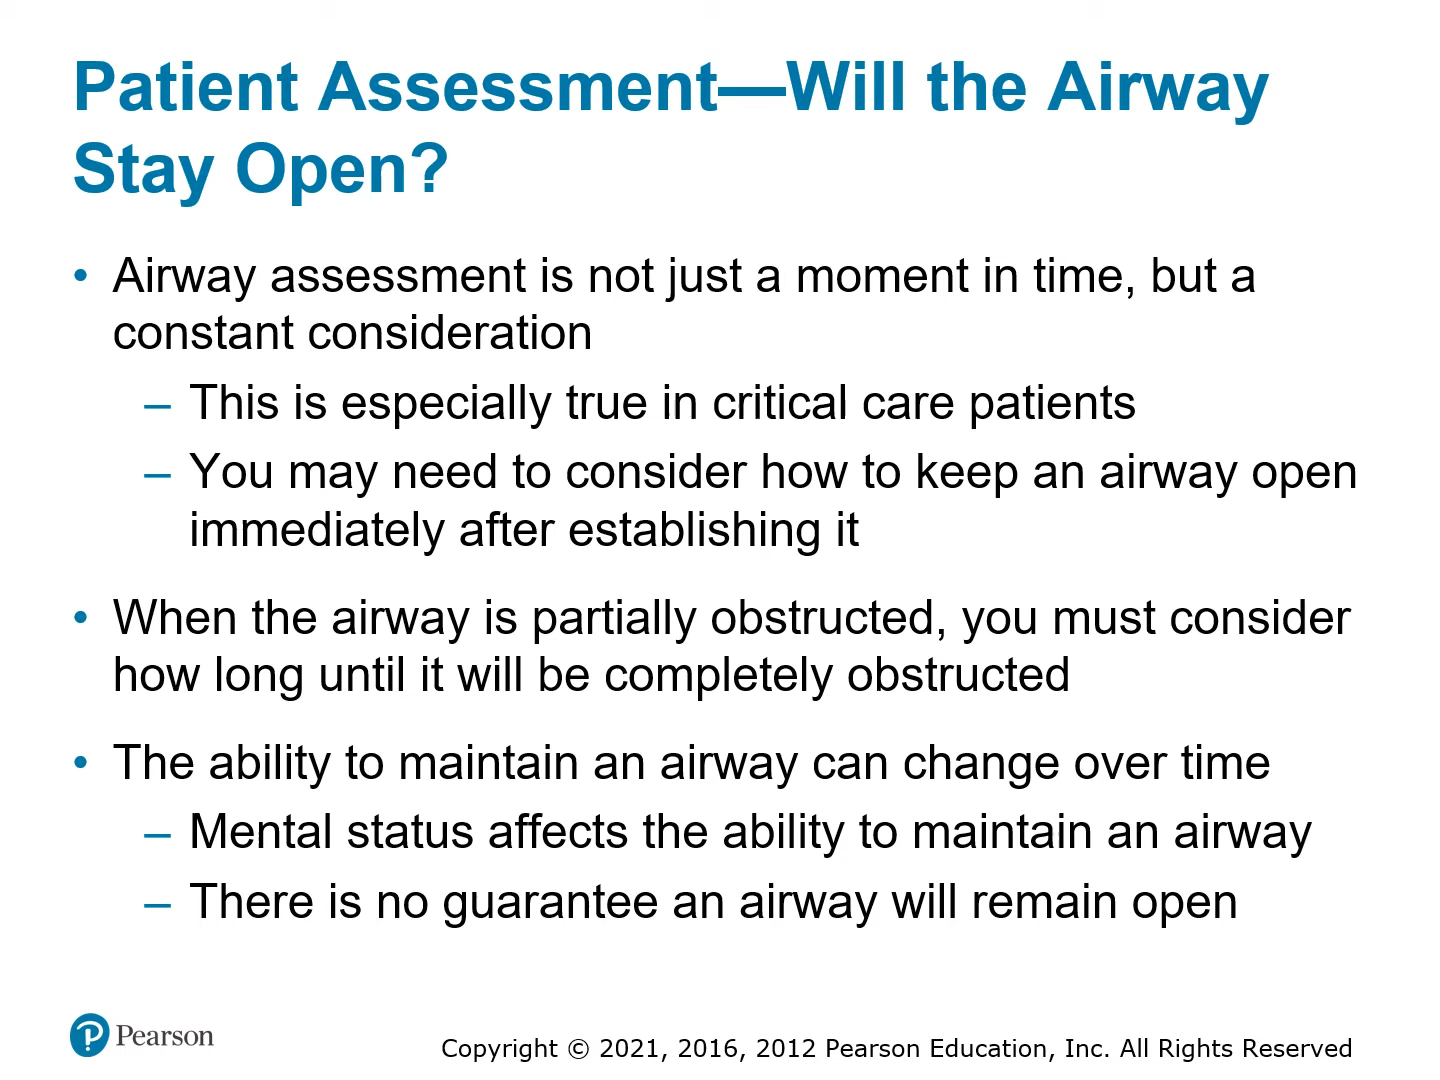 Patient Assessment—Will the Airway
Stay Open?
• Airway assessment is not just a moment in time, but a
constant consideration
– This is especially true in critical care patients
– You may need to consider how to keep an airway open
immediately after establishing it
• When the airway is partially obstructed, you must consider
how long until it will be completely obstructed
• The ability to maintain an airway can change over time
– Mental status affects the ability to maintain an airway
– There is no guarantee an airway will remain open
Pearson
Copyright © 2021, 2016, 2012 Pearson Education, Inc. All Rights Reserved